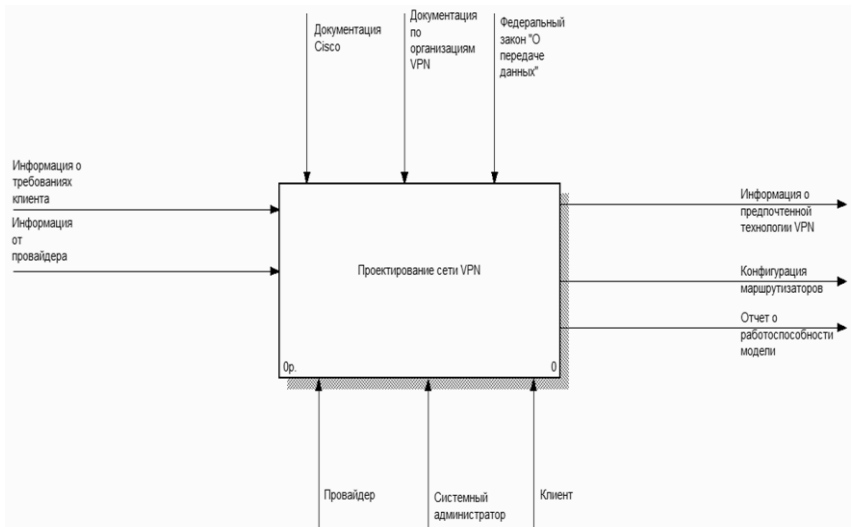 Документация
Cisco
Документация
по
организациям
VPN
Федеральный
закон "О
передаче
данных"
Информация о
требованиях
клиента
Информация
от
провайдера
Проектирование сети VPN
0р.
0
Информация о
предпочтенной
технологии VPN
Конфигурация
маршрутизаторов
Отчет о
работоспособности
модели
Провайдер
Системный
администратор
Клиент